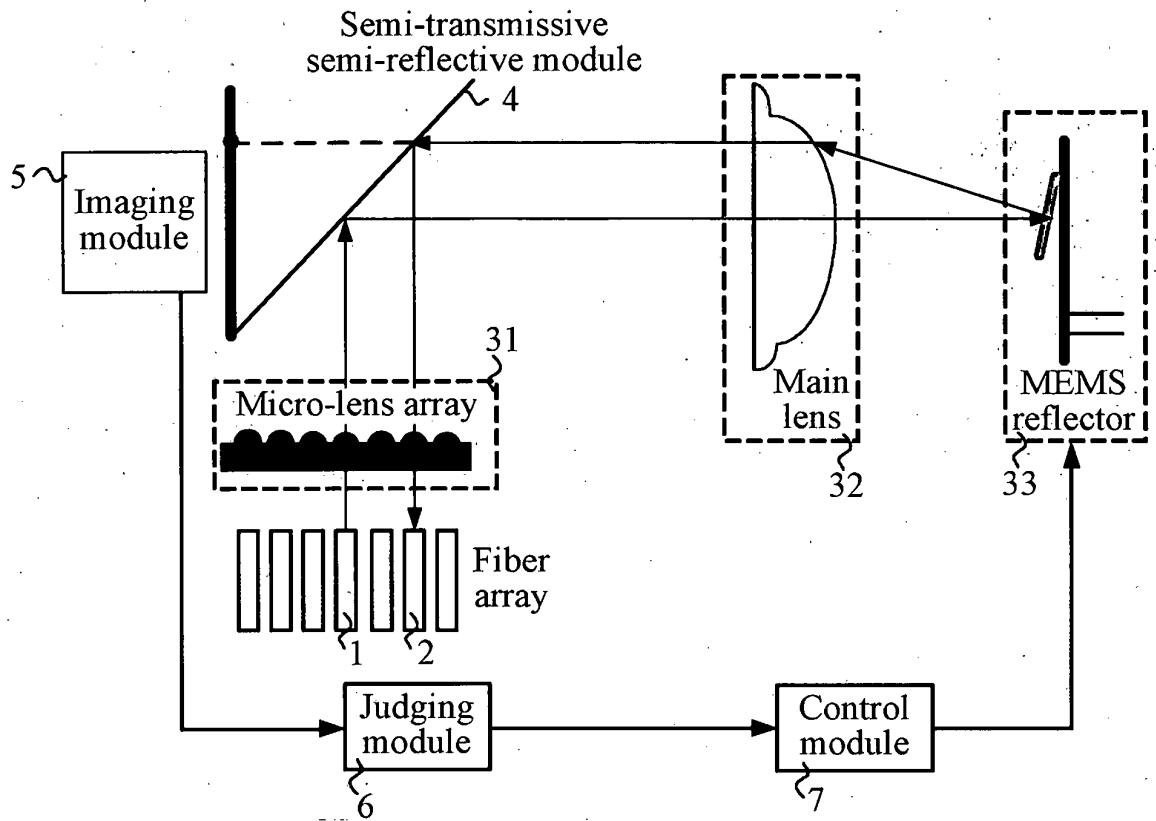 Semi-transmissive
semi-reflective module
4
5
Imaging
module
31
Micro-lens array
Main
lens
32
MEMS
reflector
33
Fiber
array
1
2
Judging
module
6
Control
module
7